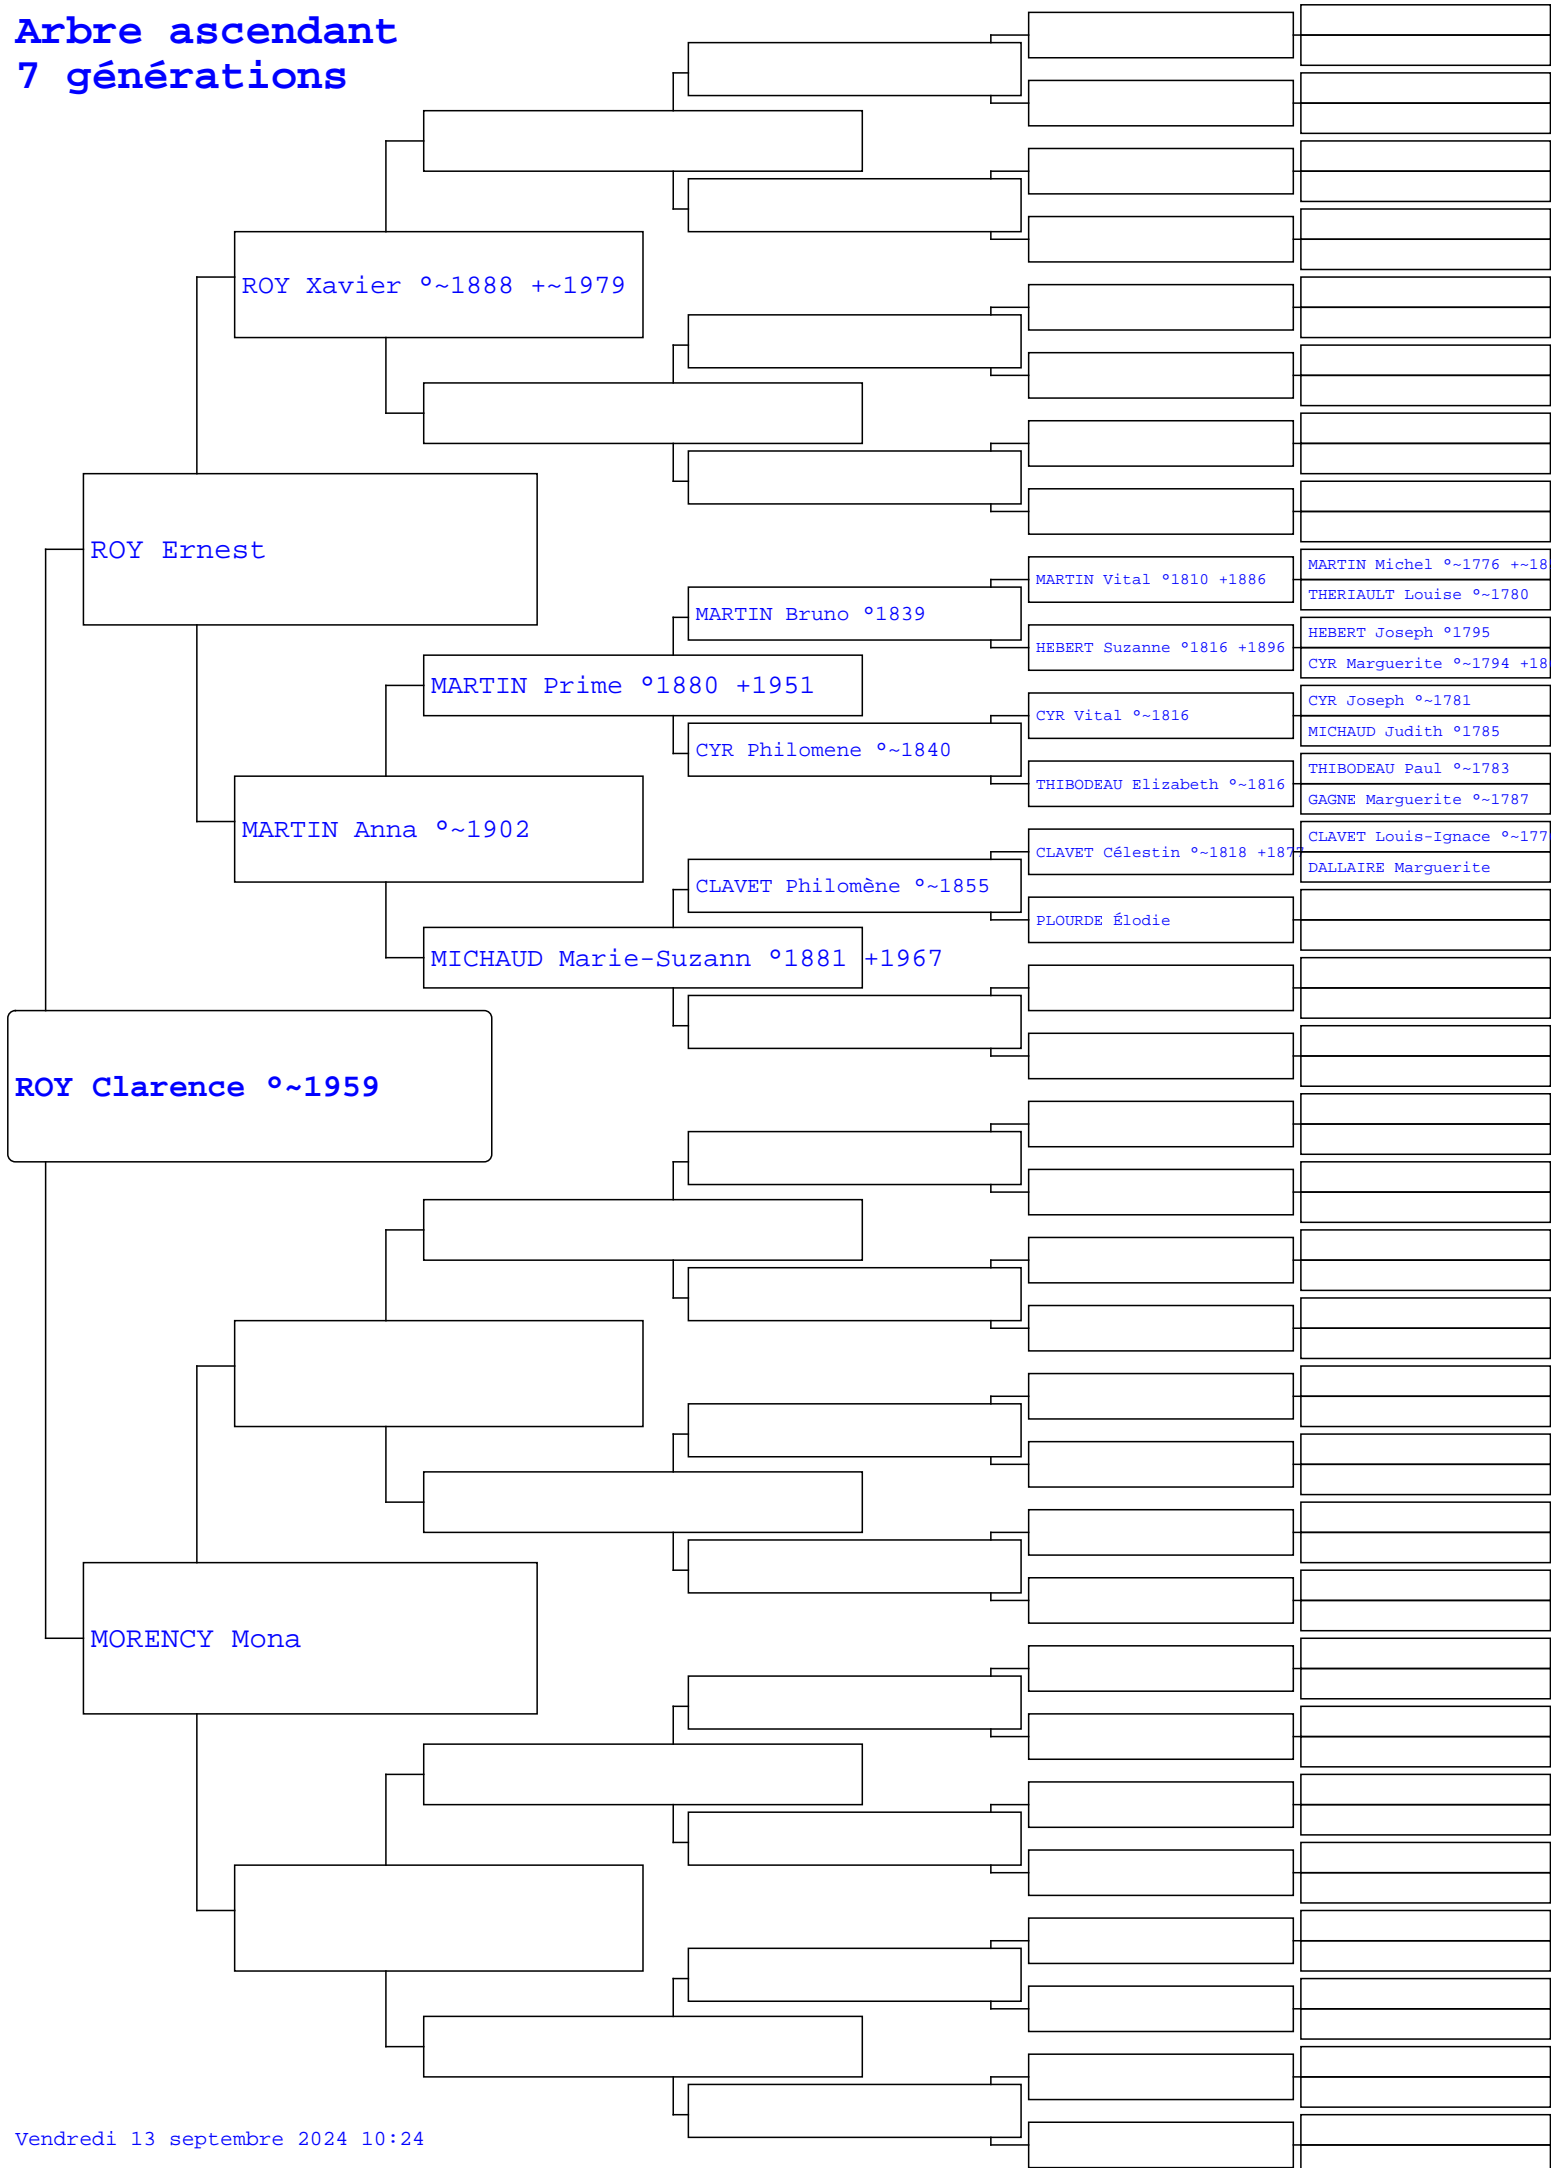 Arbre ascendant
7 générations
ROY Xavier °~1888 +~1979
ROY Ernest
MARTIN Michel °~1776 +~18
MARTIN Vital °1810 +1886
THERIAULT Louise °~1780
MARTIN Bruno °1839
HEBERT Joseph °1795
HEBERT Suzanne °1816 +1896
CYR Marguerite °~1794 +18
MARTIN Prime °1880 +1951
CYR Joseph °~1781
CYR Vital °~1816
MICHAUD Judith °1785
CYR Philomene °~1840
THIBODEAU Paul °~1783
THIBODEAU Elizabeth °~1816
GAGNE Marguerite °~1787
MARTIN Anna °~1902
CLAVET Louis-Ignace °~177
CLAVET Célestin °~1818 +1877
DALLAIRE Marguerite
CLAVET Philomène °~1855
PLOURDE Élodie
MICHAUD Marie-Suzann °1881 +1967
ROY Clarence °~1959
MORENCY Mona
Vendredi 13 septembre 2024 10:24